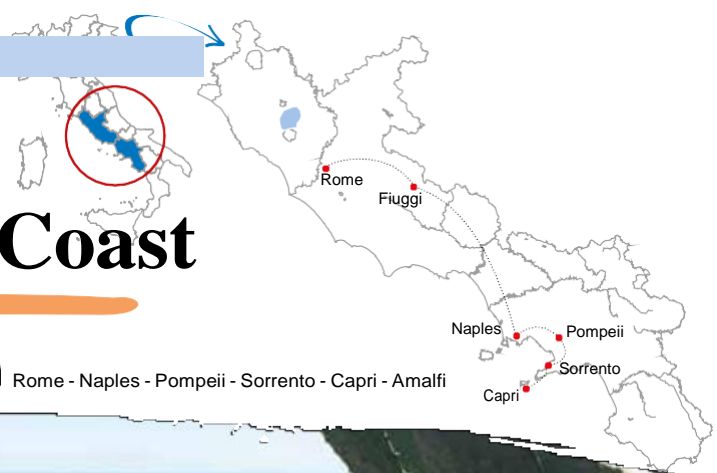 Rome
Fiuggi
Coast
Naples
Pompeii
Sorrento
Capri
Rome - Naples - Pompeii - Sorrento - Capri - Amalfi